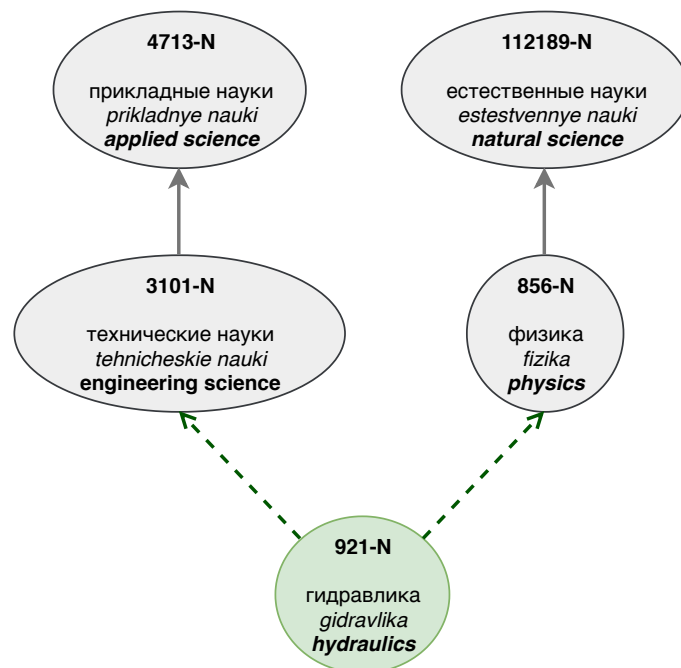 4713-N
прикладные науки
prikladnye nauki
applied science
112189-N
естественные науки
estestvennye nauki
natural science
3101-N
технические науки
tehnicheskie nauki
engineering science
856-N
физика
fizika
physics
921-N
гидравлика
gidravlika
hydraulics